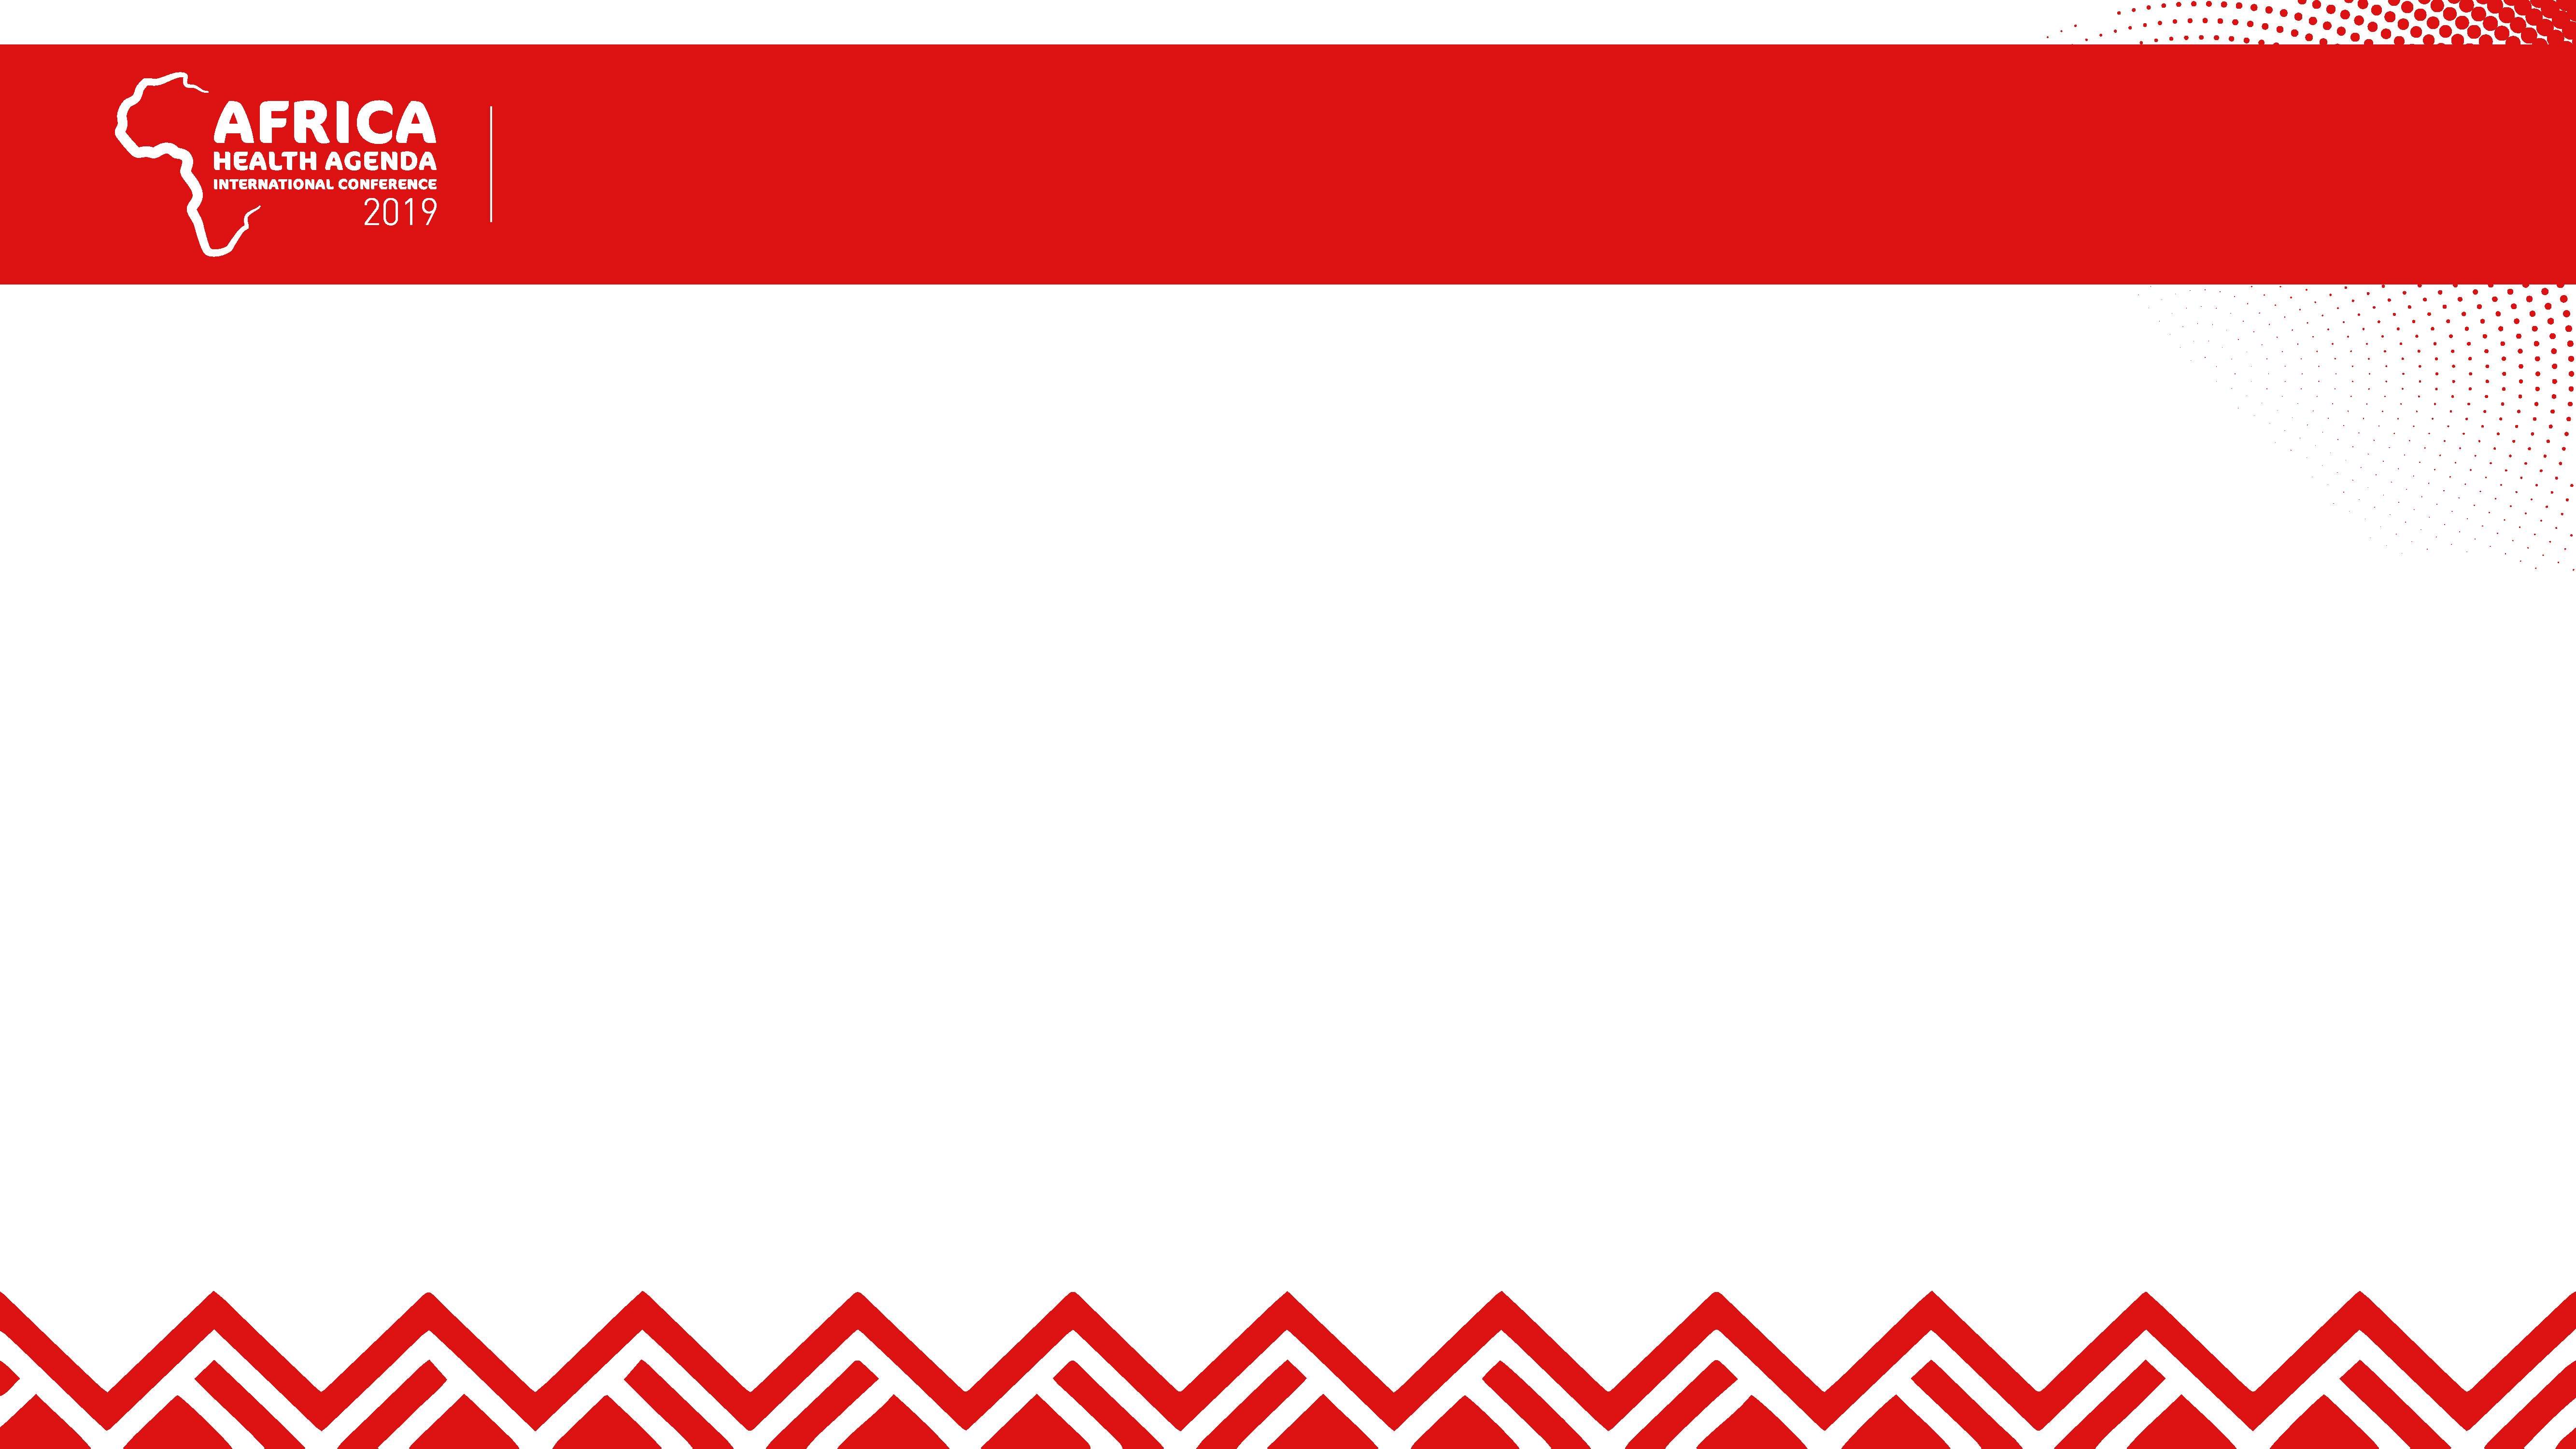 AFRICA
HEALTH AGENDA
INTERNATIONAL CONFERENCE
2019